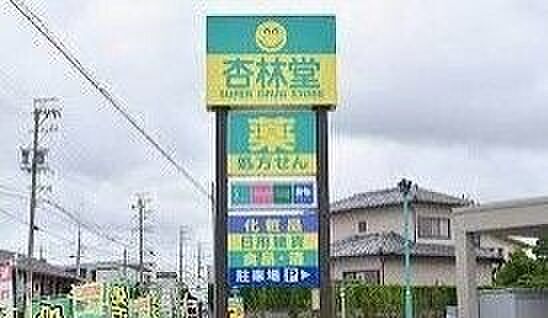 杏林堂
SUPER DRUG STORE
薬
処方せん
化粧品
日用雑貨
食品・酒
駐車場 P